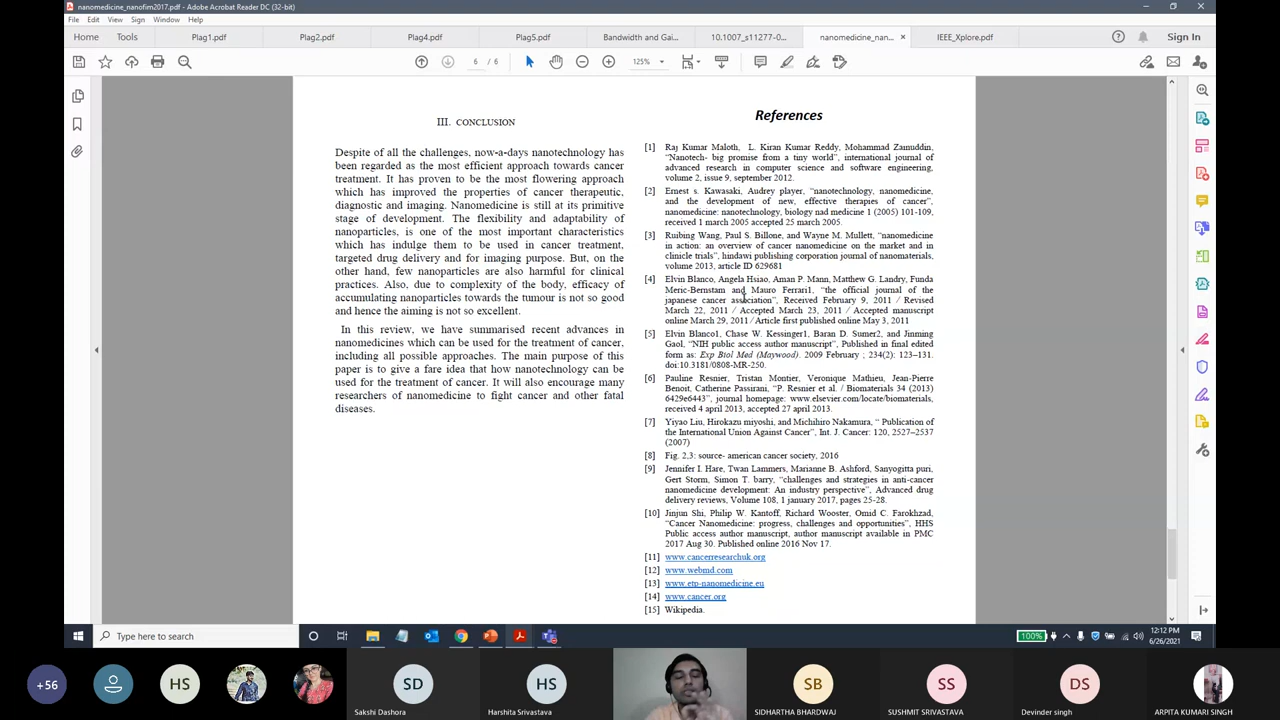 nanomedicine_nanofim2017.pdf - Adobe Acrobat Reader DC (32-bit)
File Edit View Sign Window Help
Home Tools Plag1.pdf Plag2.pdf Plag4.pdf Plag5.pdf Bandwidth and Gai... 10.1007_s11277-0... nanomedicine_nan... × IEEE_Xplore.pdf Sign In
6 / 6 125%
III. CONCLUSION
Despite of all the challenges, now-a-days nanotechnology has
been regarded as the most efficient approach towards cancer
treatment. It has proven to be the most flowering approach
which has improved the properties of cancer therapeutic,
diagnostic and imaging. Nanomedicine is still at its primitive
stage of development. The flexibility and adaptability of
nanoparticles, is one of the most important characteristics
which has indulge them to be used in cancer treatment,
targeted drug delivery and for imaging purpose. But, on the
other hand, few nanoparticles are also harmful for clinical
practices. Also, due to complexity of the body, efficacy of
accumulating nanoparticles towards the tumour is not so good
and hence the aiming is not so excellent.
In this review, we have summarised recent advances in
nanomedicines which can be used for the treatment of cancer,
including all possible approaches. The main purpose of this
paper is to give a fare idea that how nanotechnology can be
used for the treatment of cancer. It will also encourage many
researchers of nanomedicine to fight cancer and other fatal
diseases.
References
[1] Raj Kumar Maloth, L. Kiran Kumar Reddy, Mohammad Zainuddin,
“Nanotech- big promise from a tiny world”, international journal of
advanced research in computer science and software engineering,
volume 2, issue 9, september 2012.
[2] Ernest s. Kawasaki, Audrey player, “nanotechnology, nanomedicine,
and the development of new, effective therapies of cancer”,
nanomedicine: nanotechnology, biology nad medicine 1 (2005) 101-109,
received 1 march 2005 accepted 25 march 2005.
[3] Ruibing Wang, Paul S. Billone, and Wayne M. Mullett, “nanomedicine
in action: an overview of cancer nanomedicine on the market and in
clinicle trials”, hindawi publishing corporation journal of nanomaterials,
volume 2013, article ID 629681
[4] Elvin Blanco, Angela Hsiao, Aman P. Mann, Matthew G. Landry, Funda
Meric-Bernstam and Mauro Ferrari1, “the official journal of the
japanese cancer association”, Received February 9, 2011 / Revised
March 22, 2011 / Accepted March 23, 2011 / Accepted manuscript
online March 29, 2011 / Article first published online May 3, 2011
[5] Elvin Blanco1, Chase W. Kessinger1, Baran D. Sumer2, and Jinming
Gaol, “NIH public access author manuscript”, Published in final edited
form as: Exp Biol Med (Maywood). 2009 February ; 234(2): 123–131.
doi:10.3181/0808-MR-250.
[6] Pauline Resnier, Tristan Montier, Veronique Mathieu, Jean-Pierre
Benoit, Catherine Passirani, “P. Resnier et al. / Biomaterials 34 (2013)
6429e6443”, journal homepage: www.elsevier.com/locate/biomaterials,
received 4 april 2013, accepted 27 april 2013.
[7] Yiyao Liu, Hirokazu miyoshi, and Michihiro Nakamura, “ Publication of
the International Union Against Cancer”, Int. J. Cancer: 120, 2527–2537
(2007)
[8] Fig. 2,3: source- american cancer society, 2016
[9] Jennifer I. Hare, Twan Lammers, Marianne B. Ashford, Sanyogitta puri,
Gert Storm, Simon T. barry, “challenges and strategies in anti-cancer
nanomedicine development: An industry perspective”, Advanced drug
delivery reviews, Volume 108, 1 january 2017, pages 25-28.
[10] Jinjun Shi, Philip W. Kantoff, Richard Wooster, Omid C. Farokhzad,
“Cancer Nanomedicine: progress, challenges and opportunities”, HHS
Public access author manuscript, author manuscript available in PMC
2017 Aug 30. Published online 2016 Nov 17.
[11] www.cancerresearchuk.org
[12] www.webmd.com
[13] www.etp-nanomedicine.eu
[14] www.cancer.org
[15] Wikipedia.
Type here to search
100% 12:12 PM
6/26/2021
+56 HS SD HS SB SS DS
Sakshi Dashora Harshita Srivastava SIDHARTHA BHARDWAJ SUSHMIT SRIVASTAVA Devinder singh ARPITA KUMARI SINGH